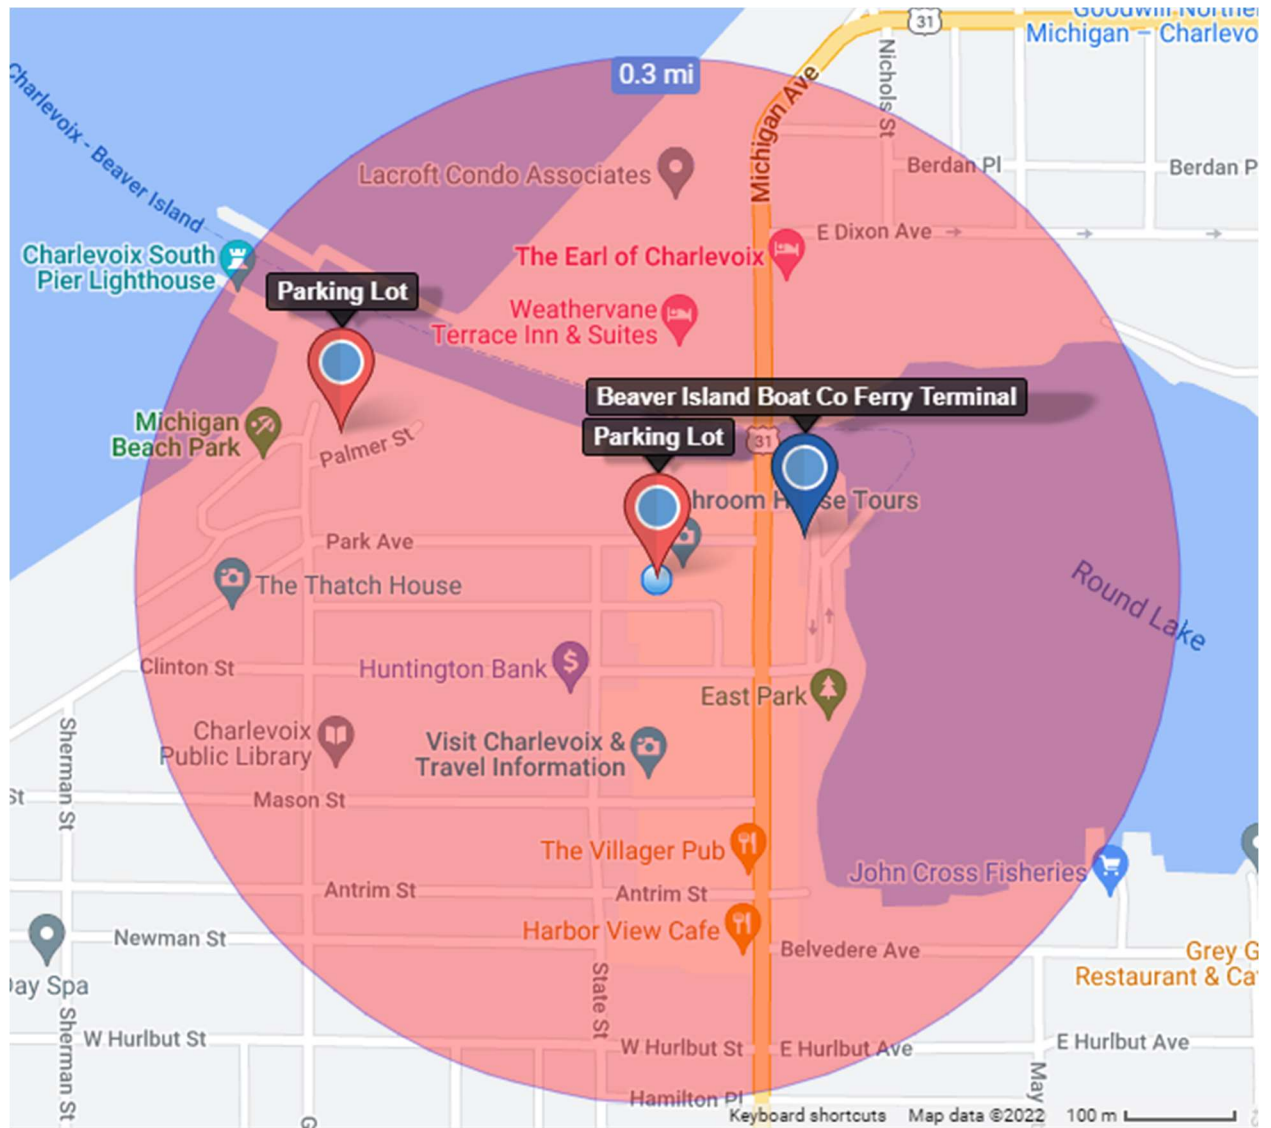 Goodwill Northe
Michigan – Charlevo
31
0.3 mi
Nichols St
Michigan Ave
Charlevoix - Beaver Island
Lacroft Condo Associates
Berdan Pl
Berdan P
E Dixon Ave
Charlevoix South
Pier Lighthouse
The Earl of Charlevoix
Parking Lot
Weathervane
Terrace Inn & Suites
Beaver Island Boat Co Ferry Terminal
Michigan
Beach Park
Palmer St
Parking Lot
31
hroom H se Tours
Park Ave
The Thatch House
Round Lake
Clinton St
Huntington Bank
East Park
Sherman St
Charlevoix
Public Library
Visit Charlevoix &
Travel Information
St
Mason St
The Villager Pub
John Cross Fisheries
Antrim St
Antrim St
Newman St
Harbor View Cafe
Belvedere Ave
Grey G
Restaurant & Ca
Day Spa
State St
Sherman St
W Hurlbut St
W Hurlbut St
E Hurlbut Ave
E Hurlbut Ave
May
Hamilton Pl
G
Keyboard shortcuts
Map data ©2022
100 m